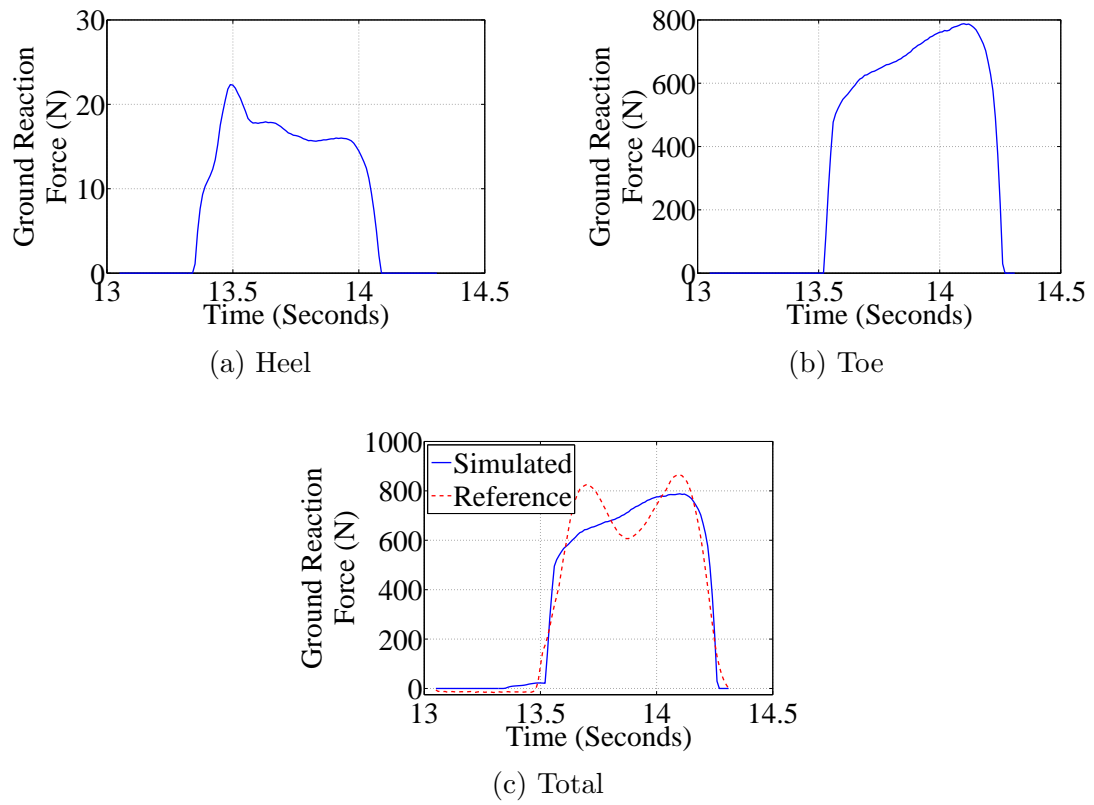 30
20
10
0
Ground Reaction
Force (N)
13
13.5
14
14.5
Time (Seconds)
(a) Heel
800
600
400
200
0
Ground Reaction
Force (N)
13
13.5
14
14.5
Time (Seconds)
(b) Toe
1000
800
600
400
200
0
Ground Reaction
Force (N)
Simulated
Reference
13
13.5
14
14.5
Time (Seconds)
(c) Total